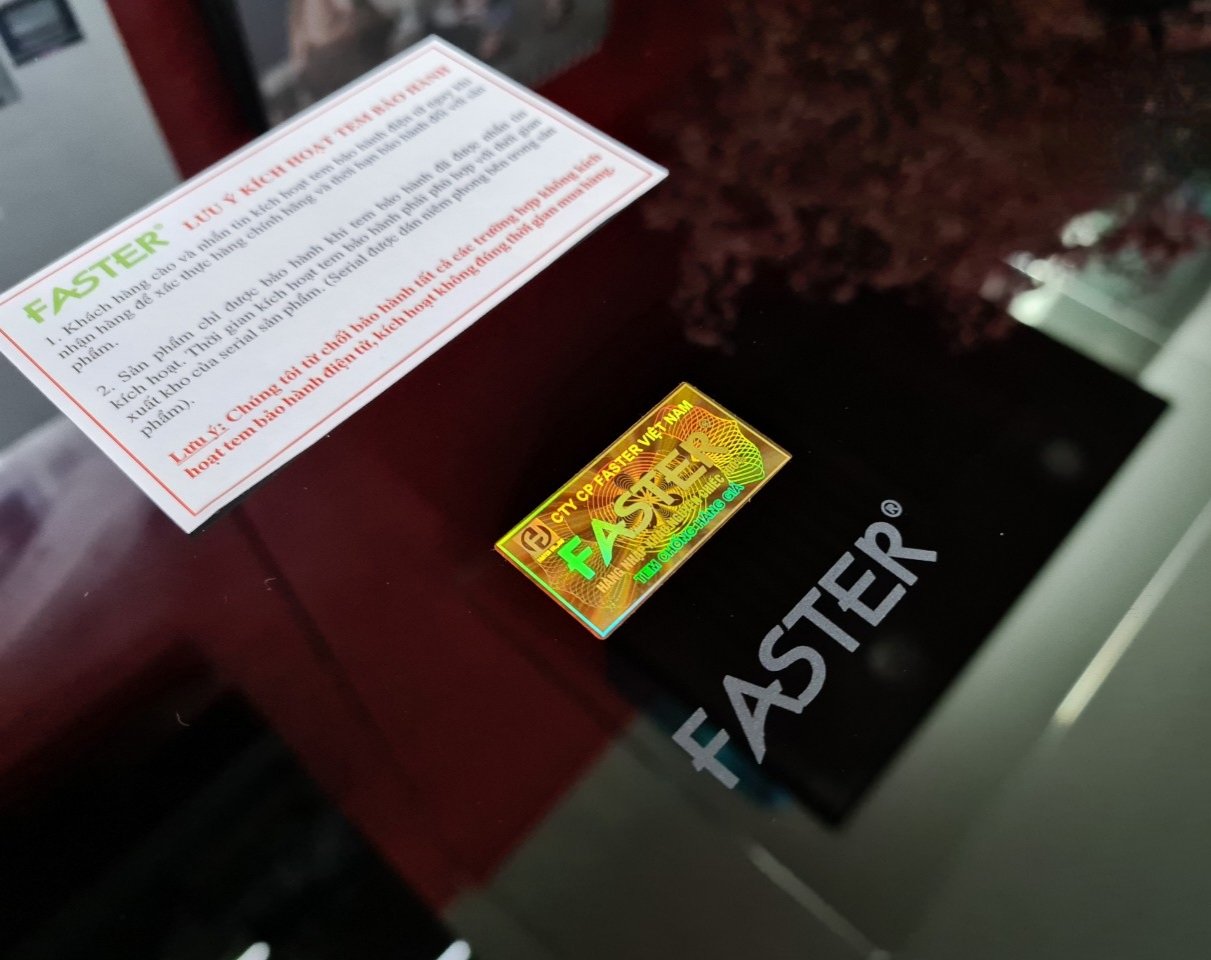 FASTER® LƯU Ý KÍCH HOẠT TEM BẢO HÀNH
1. Khách hàng cào và nhắn tin kích hoạt tem bảo hành điện tử ngay khi
nhận hàng để xác thực hàng chính hãng và thời hạn bảo hành đối với sản
phẩm.
2. Sản phẩm chỉ được bảo hành khi tem bảo hành đã được nhắn tin
kích hoạt. Thời gian kích hoạt tem bảo hành phải phù hợp với thời gian
xuất kho của serial sản phẩm. (Serial được dán niêm phong bên trong sản
phẩm).
Lưu ý: Chúng tôi từ chối bảo hành tất cả các trường hợp không kích
hoạt tem bảo hành điện tử, kích hoạt không đúng thời gian mua hàng.
CTY CP FASTER VIỆT NAM
FASTER®
HÀNG NHẬP KHẨU NGUYÊN CHIẾC
TEM CHỐNG HÀNG GIẢ
FASTER®